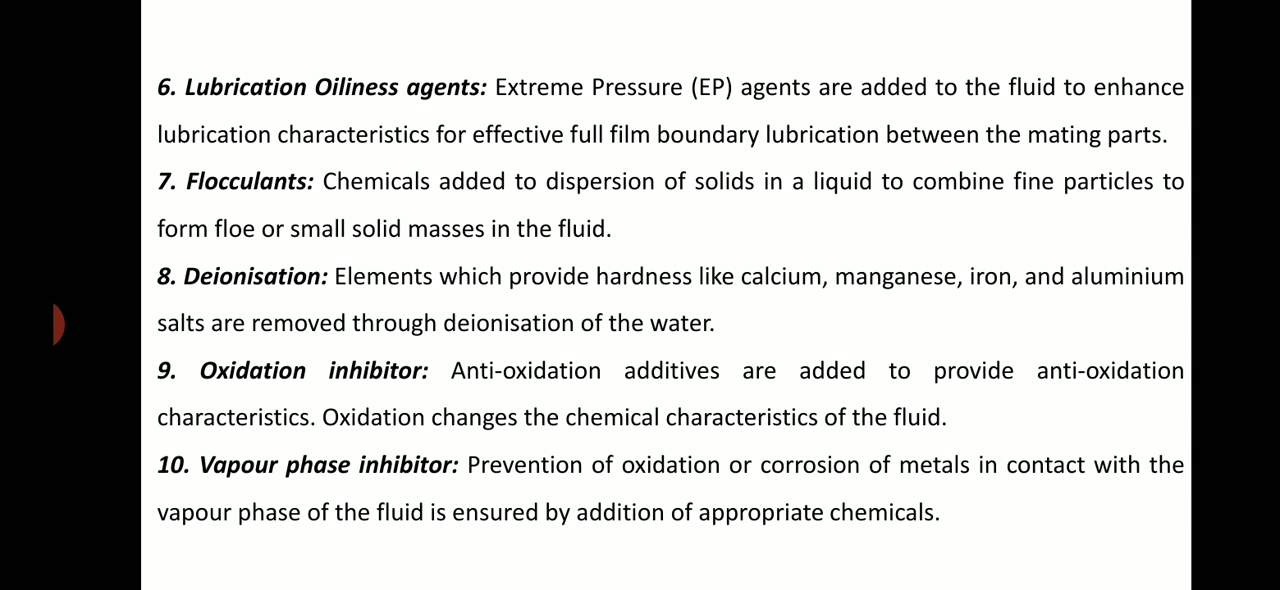 6. Lubrication Oiliness agents: Extreme Pressure (EP) agents are added to the fluid to enhance
lubrication characteristics for effective full film boundary lubrication between the mating parts.
7. Flocculants: Chemicals added to dispersion of solids in a liquid to combine fine particles to
form floe or small solid masses in the fluid.
8. Deionisation: Elements which provide hardness like calcium, manganese, iron, and aluminium
salts are removed through deionisation of the water.
9. Oxidation inhibitor: Anti-oxidation additives are added to provide anti-oxidation
characteristics. Oxidation changes the chemical characteristics of the fluid.
10. Vapour phase inhibitor: Prevention of oxidation or corrosion of metals in contact with the
vapour phase of the fluid is ensured by addition of appropriate chemicals.